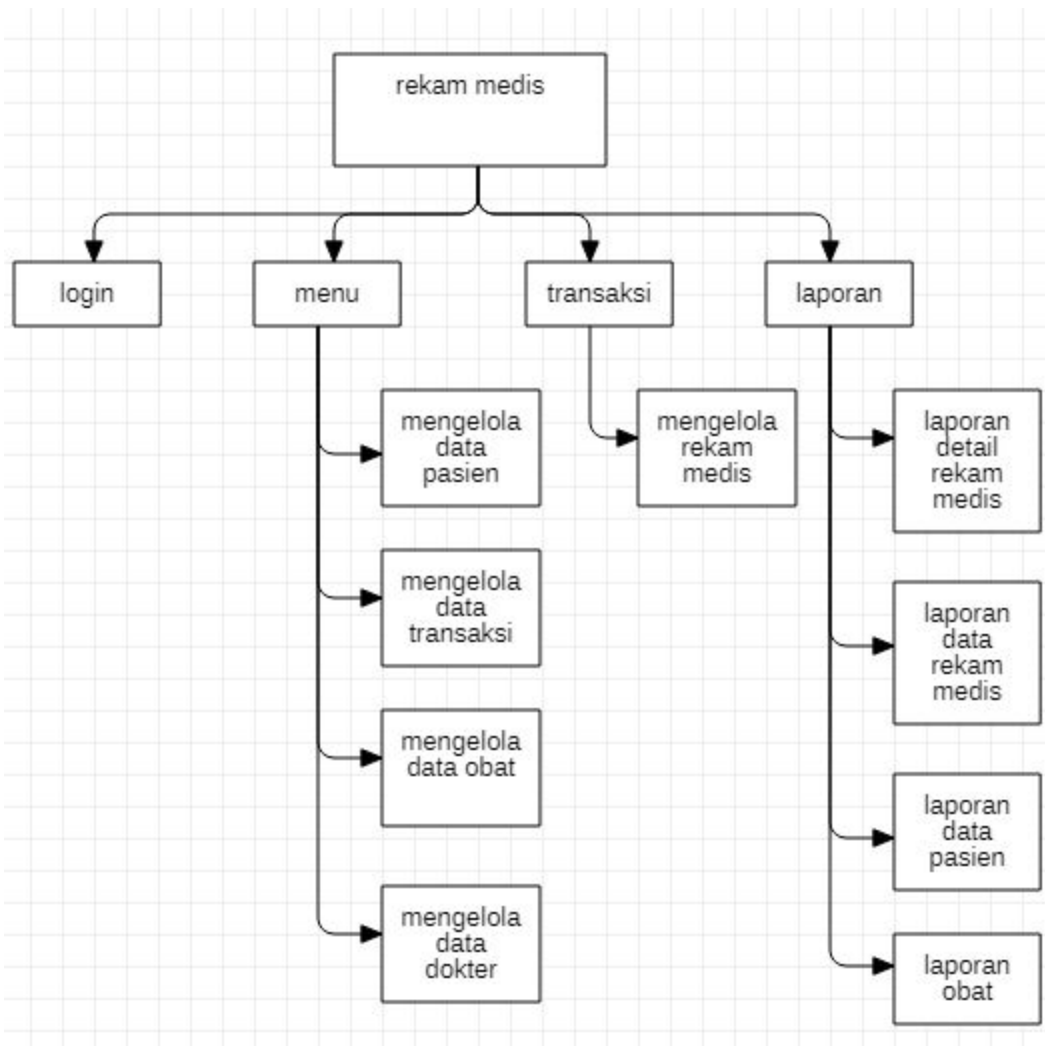 rekam medis
login
menu
transaksi
laporan
mengelola
data
pasien
mengelola
data
transaksi
mengelola
data obat
mengelola
data
dokter
mengelola
rekam
medis
laporan
detail
rekam
medis
laporan
data
rekam
medis
laporan
data
pasien
laporan
obat